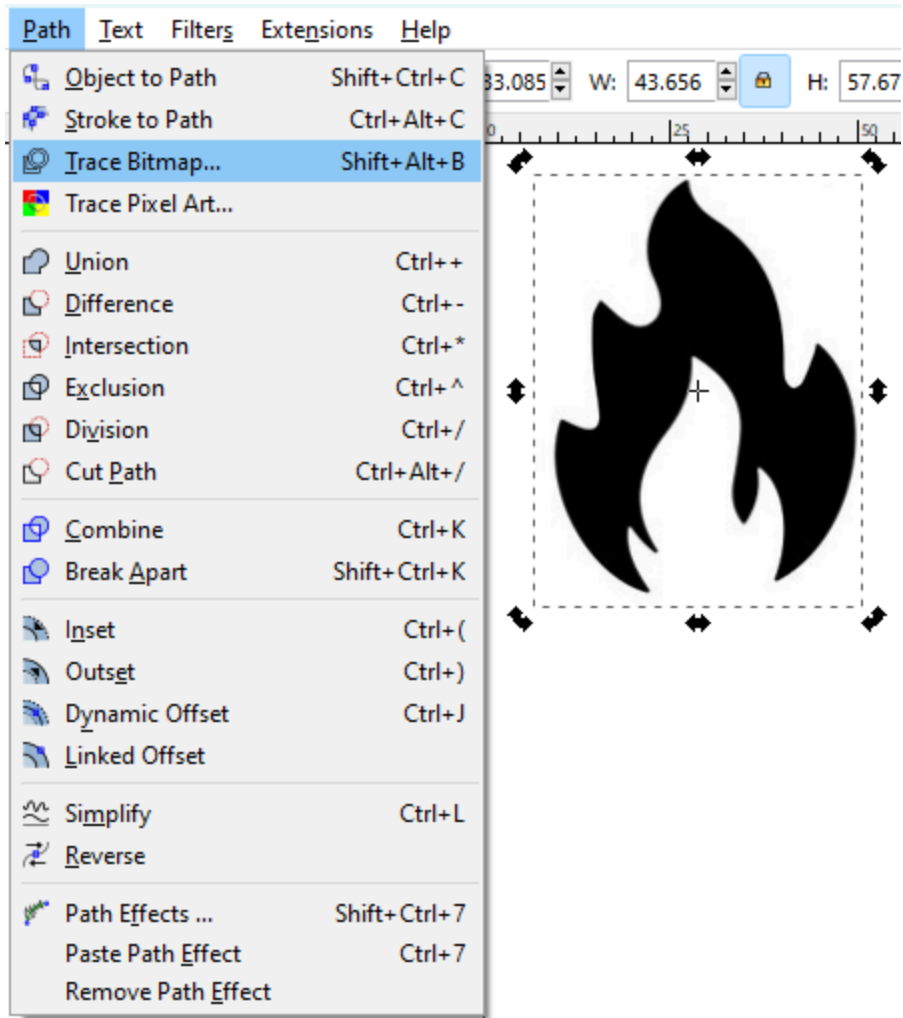 Path Text Filters Extensions Help
33.085 W: 43.656 H: 57.67
0 25 50
Object to Path Shift+Ctrl+C
Stroke to Path Ctrl+Alt+C
Trace Bitmap... Shift+Alt+B
Trace Pixel Art...
Union Ctrl++
Difference Ctrl+-
Intersection Ctrl+*
Exclusion Ctrl+^
Division Ctrl+/
Cut Path Ctrl+Alt+/
Combine Ctrl+K
Break Apart Shift+Ctrl+K
Inset Ctrl+(
Outset Ctrl+)
Dynamic Offset Ctrl+J
Linked Offset
Simplify Ctrl+L
Reverse
Path Effects ... Shift+Ctrl+7
Paste Path Effect Ctrl+7
Remove Path Effect